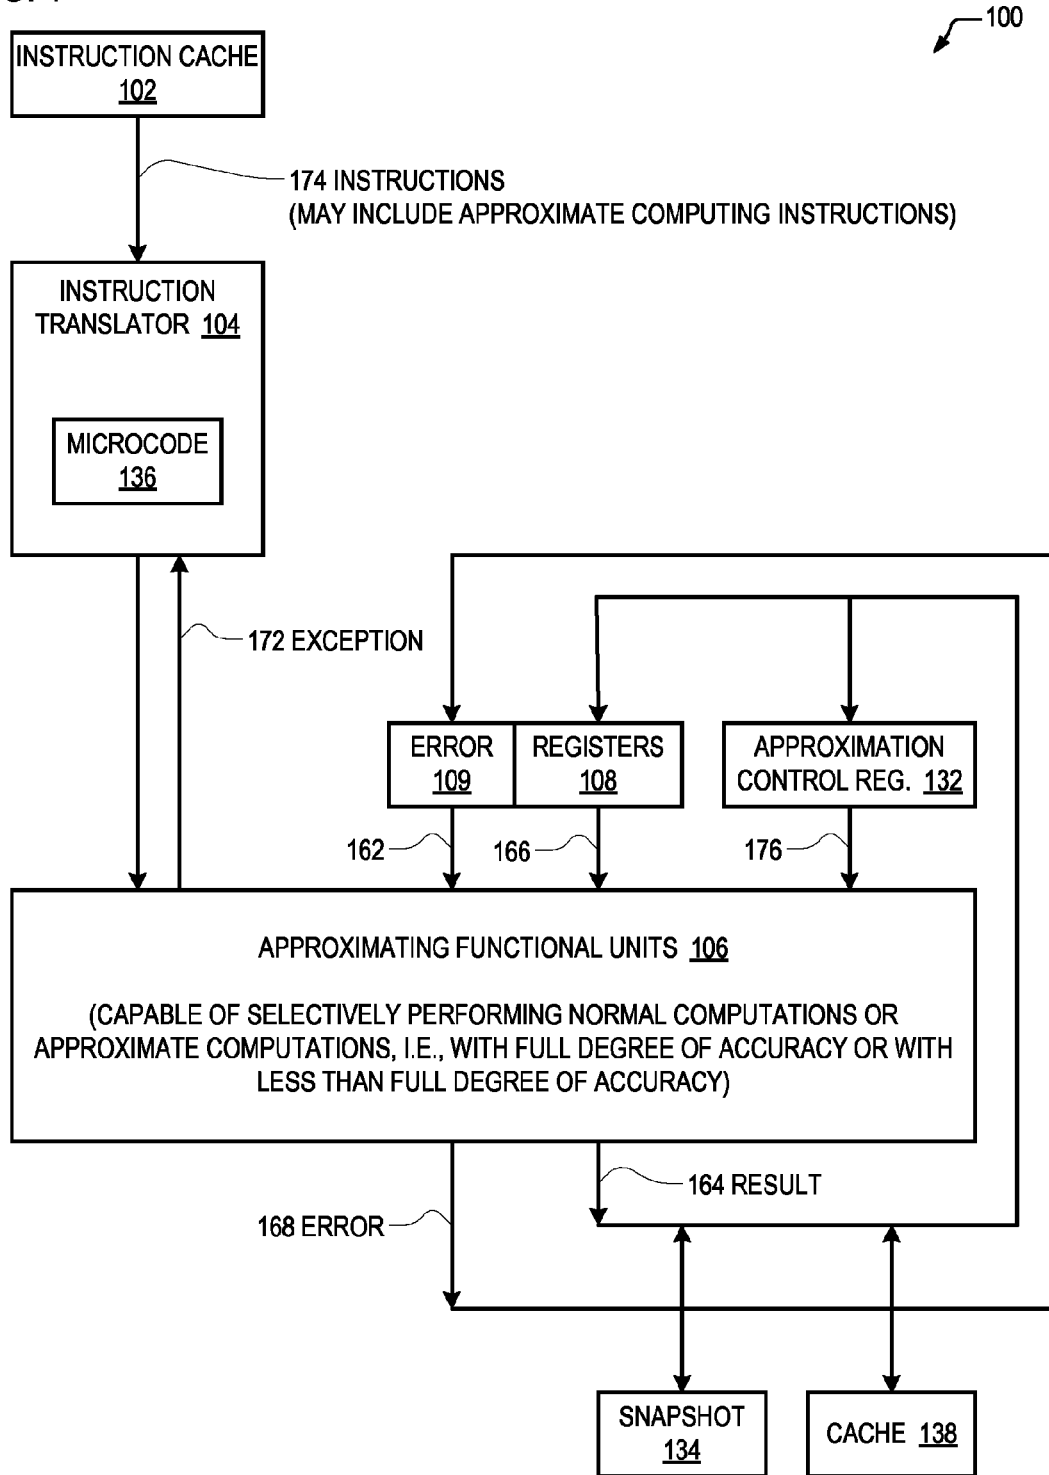 100
INSTRUCTION CACHE
102
174 INSTRUCTIONS
(MAY INCLUDE APPROXIMATE COMPUTING INSTRUCTIONS)
INSTRUCTION
TRANSLATOR 104
MICROCODE
136
172 EXCEPTION
ERROR
109
REGISTERS
108
APPROXIMATION
CONTROL REG. 132
162
166
176
APPROXIMATING FUNCTIONAL UNITS 106
(CAPABLE OF SELECTIVELY PERFORMING NORMAL COMPUTATIONS OR
APPROXIMATE COMPUTATIONS, I.E., WITH FULL DEGREE OF ACCURACY OR WITH
LESS THAN FULL DEGREE OF ACCURACY)
164 RESULT
168 ERROR
SNAPSHOT
134
CACHE 138